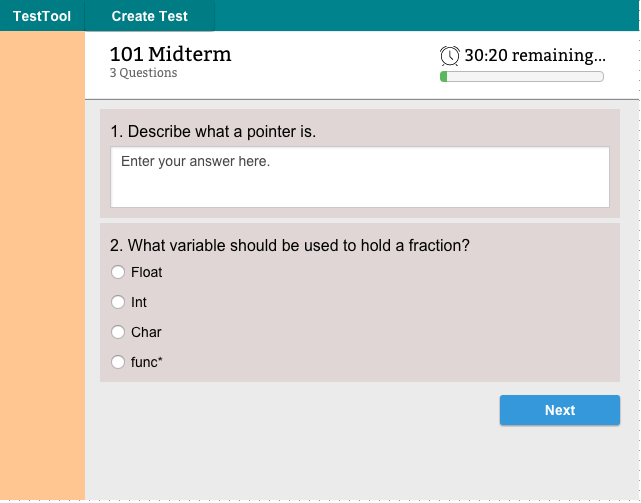 TestTool Create Test
101 Midterm
3 Questions
30:20 remaining...
1. Describe what a pointer is.
Enter your answer here.
2. What variable should be used to hold a fraction?
Float
Int
Char
func*
Next